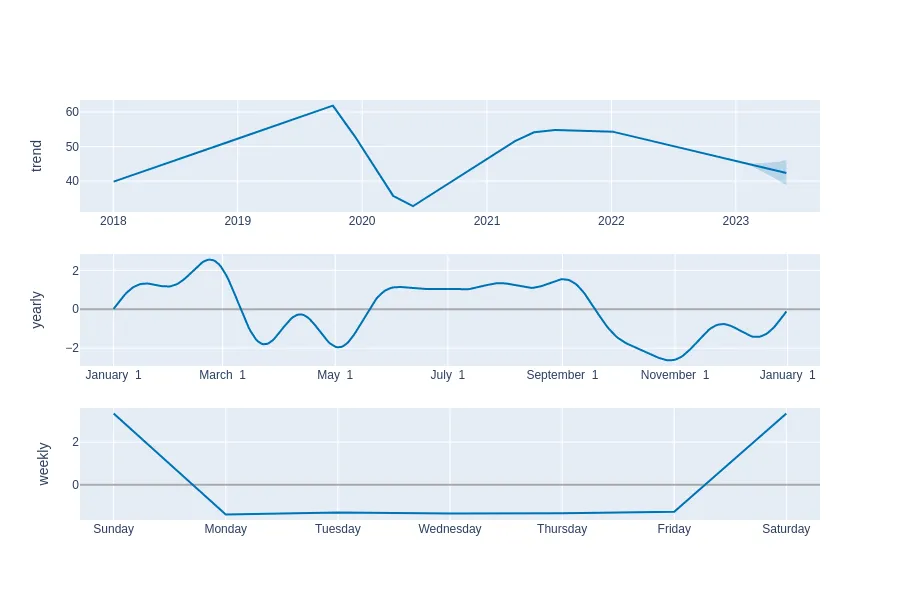 trend
60
50
40
2018 2019 2020 2021 2022 2023
yearly
2
0
−2
January 1 March 1 May 1 July 1 September 1 November 1 January 1
weekly
2
0
Sunday Monday Tuesday Wednesday Thursday Friday Saturday